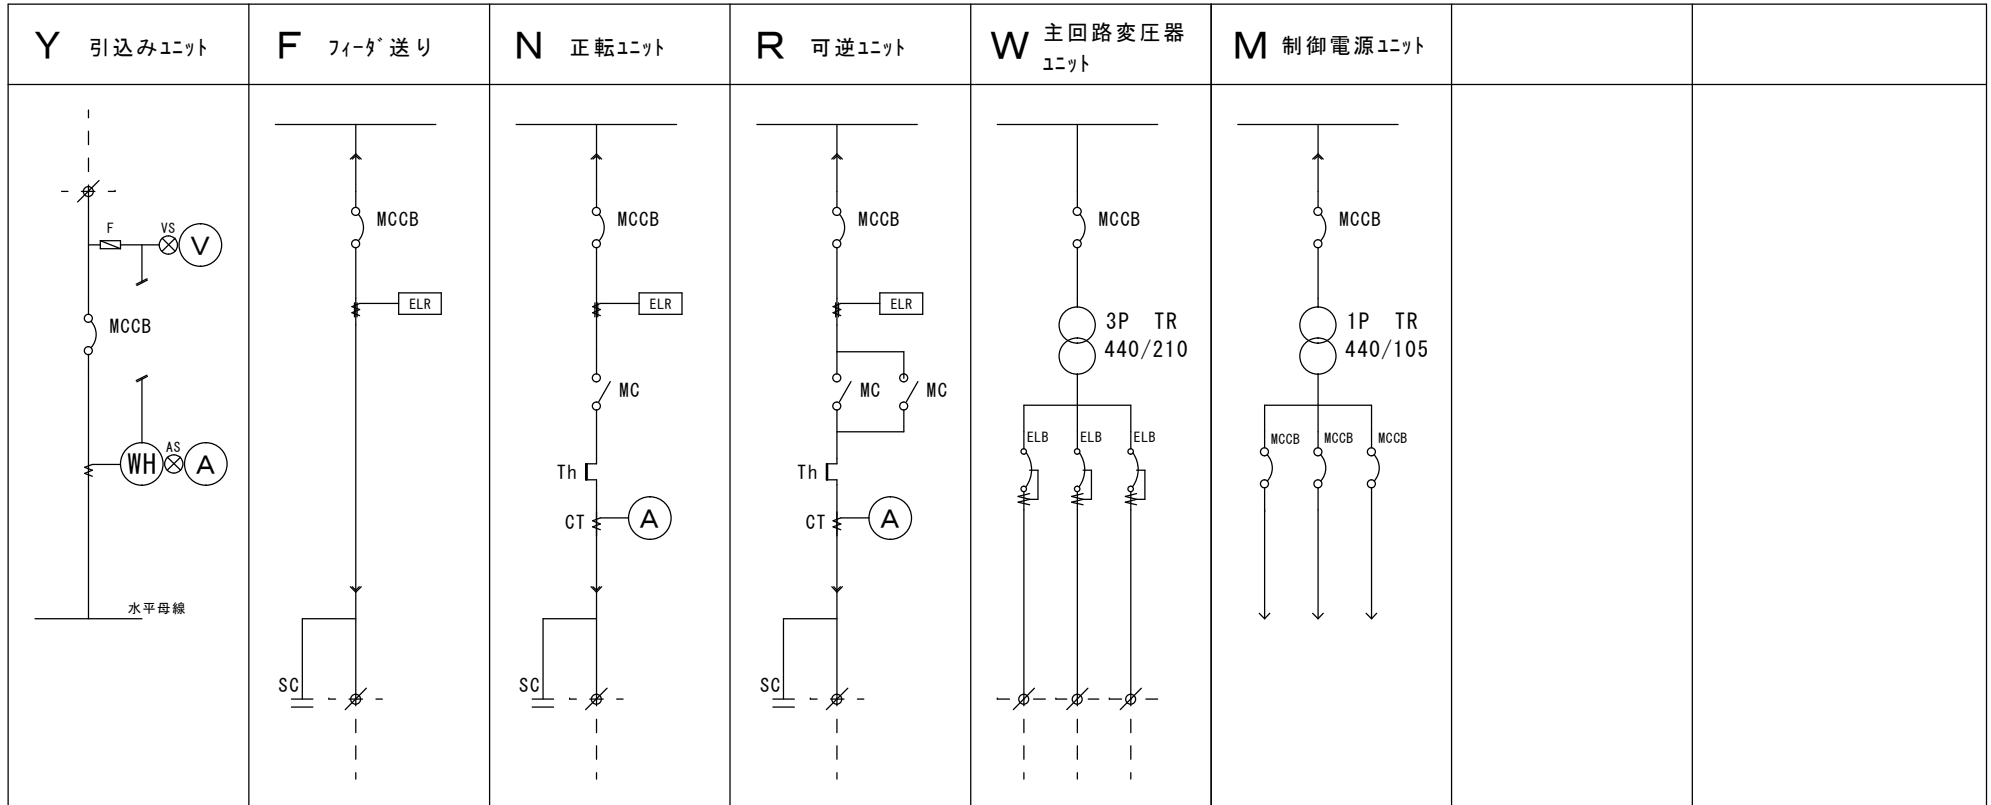 Y 引込みﾕﾆｯﾄ
F ﾌｨｰﾀﾞ送り
N 正転ﾕﾆｯﾄ
R 可逆ﾕﾆｯﾄ
W 主回路変圧器
ﾕﾆｯﾄ
M 制御電源ﾕﾆｯﾄ
F
VS
V
MCCB
WH
AS
A
水平母線
MCCB
ELR
SC
MCCB
ELR
MC
Th
CT
A
SC
MCCB
ELR
MC
MC
Th
CT
A
SC
MCCB
3P TR
440/210
ELB
ELB
ELB
MCCB
1P TR
440/105
MCCB
MCCB
MCCB